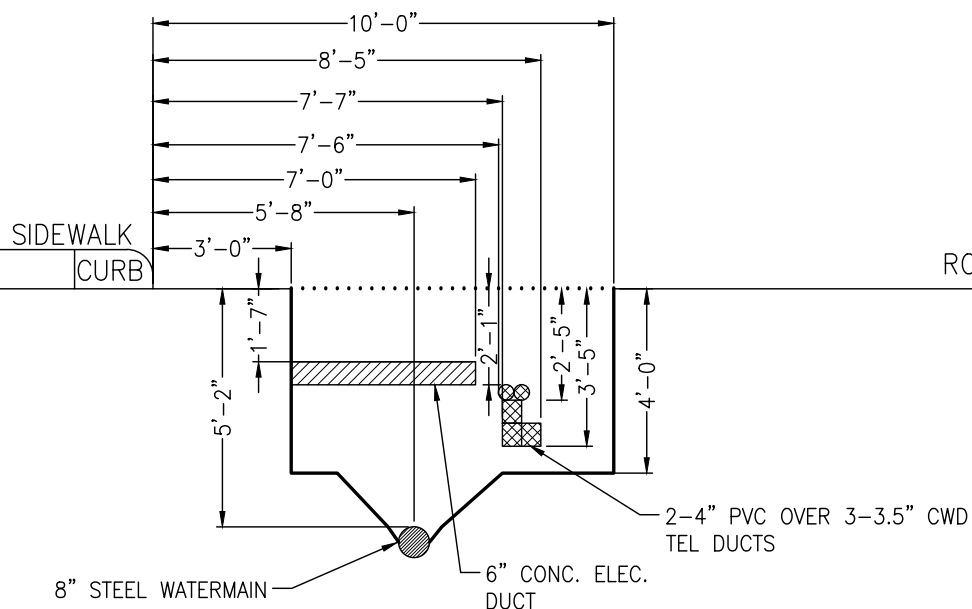 10'-0"
8'-5"
7'-7"
7'-6"
7'-0"
5'-8"
SIDEWALK
3'-0"
CURB
RO
1'-7"
2'-1"
2'-5"
3'-5"
4'-0"
5'-2"
2-4" PVC OVER 3-3.5" CWD
TEL DUCTS
8" STEEL WATERMAIN
6" CONC. ELEC.
DUCT